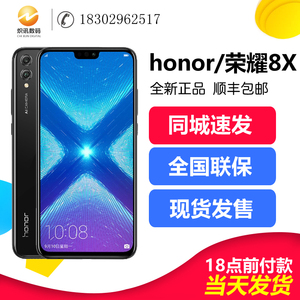 炽讯数码
18302962517
honor/荣耀8X
全新正品 顺丰包邮
同城速发
全国联保
现货发售
honor
08:08
18点前付款
当天发货